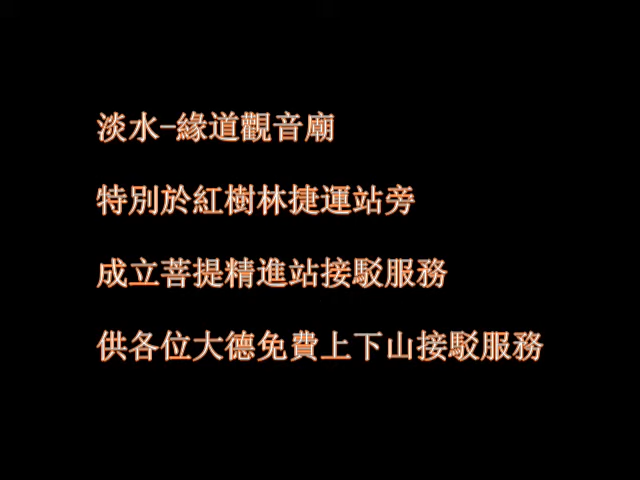 淡水-緣道觀音廟
特別於紅樹林捷運站旁
成立菩提精進站接駁服務
供各位大德免費上下山接駁服務